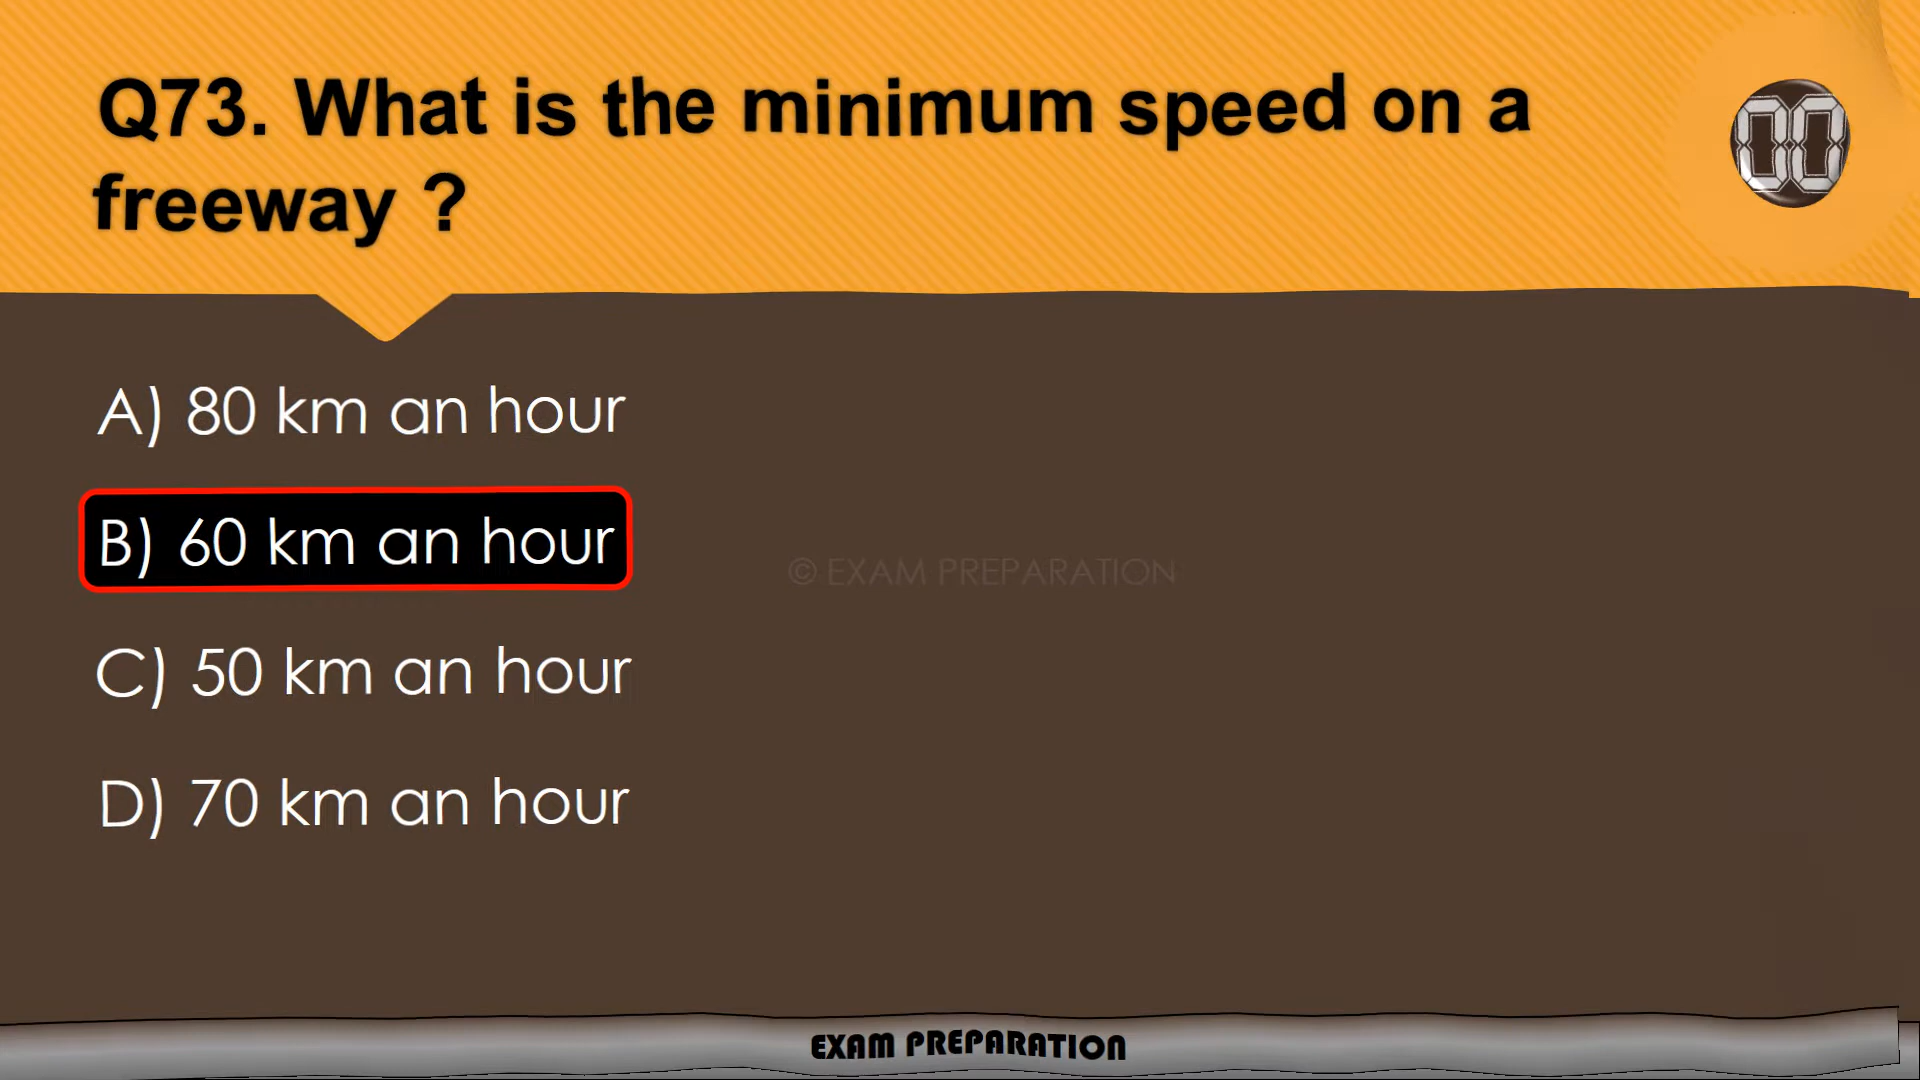 Q73. What is the minimum speed on a
freeway ?
00
A) 80 km an hour
B) 60 km an hour
© EXAM PREPARATION
C) 50 km an hour
D) 70 km an hour
EXAM PREPARATION